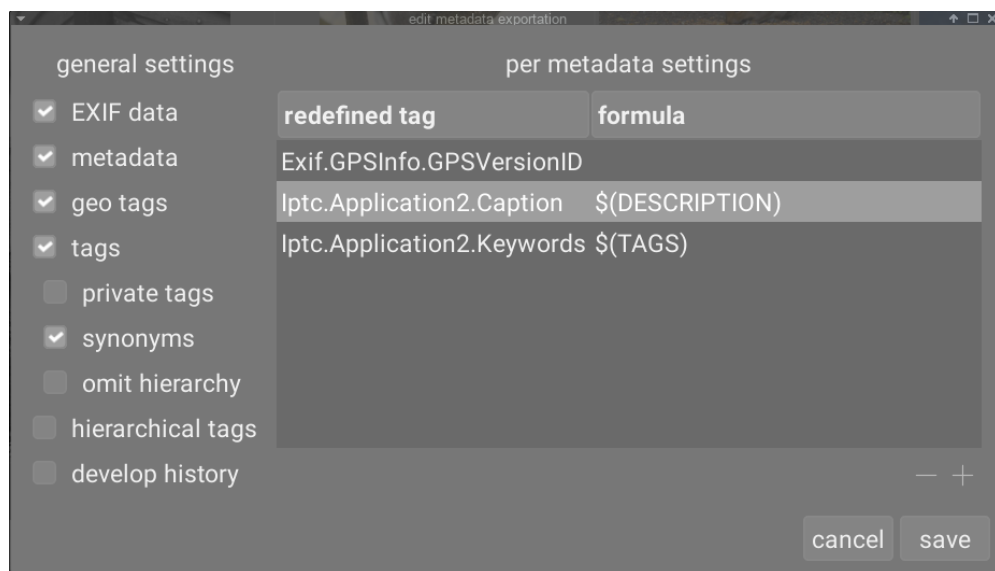 edit metadata exportation
general settings
per metadata settings
EXIF data
metadata
geo tags
tags
private tags
synonyms
omit hierarchy
hierarchical tags
develop history
redefined tag formula
Exif.GPSInfo.GPSVersionID
Iptc.Application2.Caption $(DESCRIPTION)
Iptc.Application2.Keywords $(TAGS)
cancel save